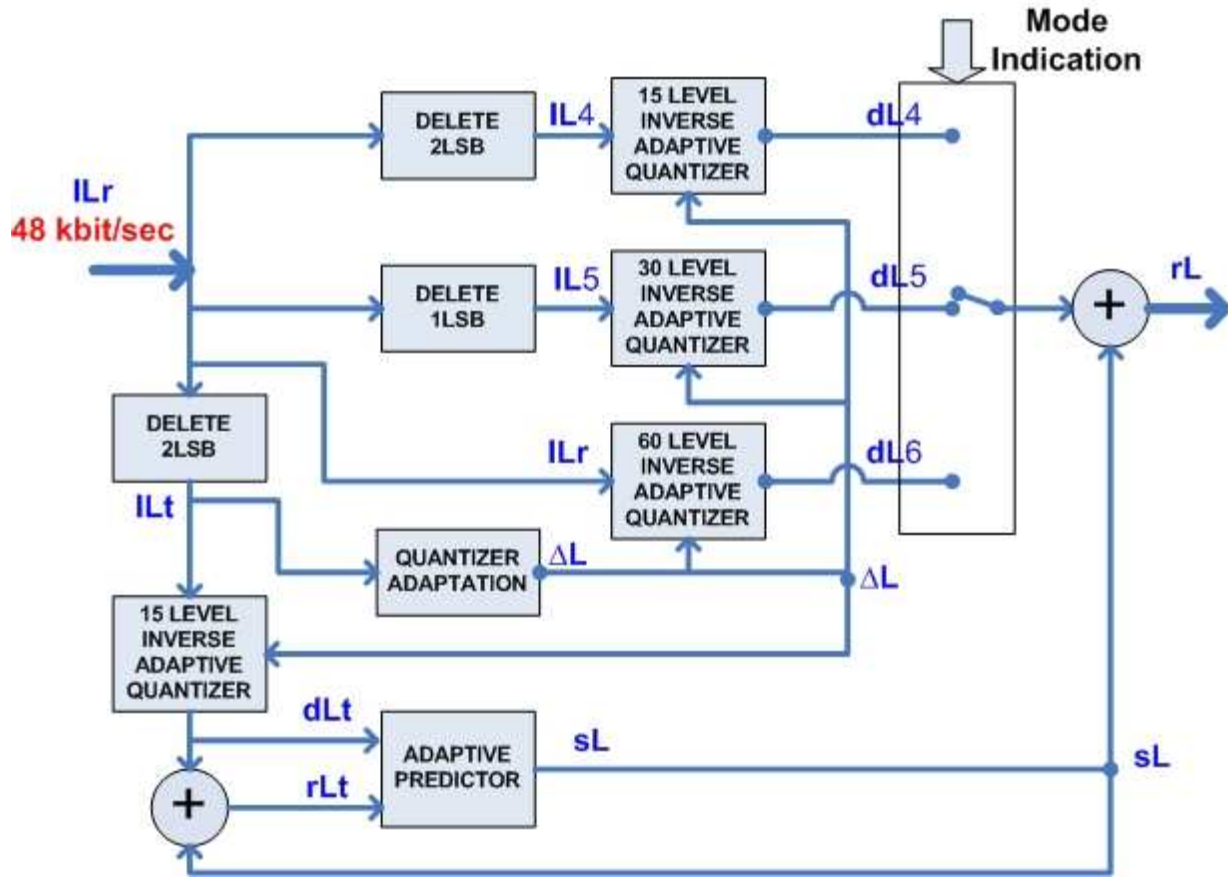 Mode
Indication
DELETE
2LSB
IL4
15 LEVEL
INVERSE
ADAPTIVE
QUANTIZER
dL4
ILr
48 kbit/sec
DELETE
1LSB
IL5
30 LEVEL
INVERSE
ADAPTIVE
QUANTIZER
dL5
+
rL
DELETE
2LSB
ILr
60 LEVEL
INVERSE
ADAPTIVE
QUANTIZER
dL6
ILt
QUANTIZER
ADAPTATION
ΔL
ΔL
15 LEVEL
INVERSE
ADAPTIVE
QUANTIZER
dLt
ADAPTIVE
PREDICTOR
sL
sL
+
rLt